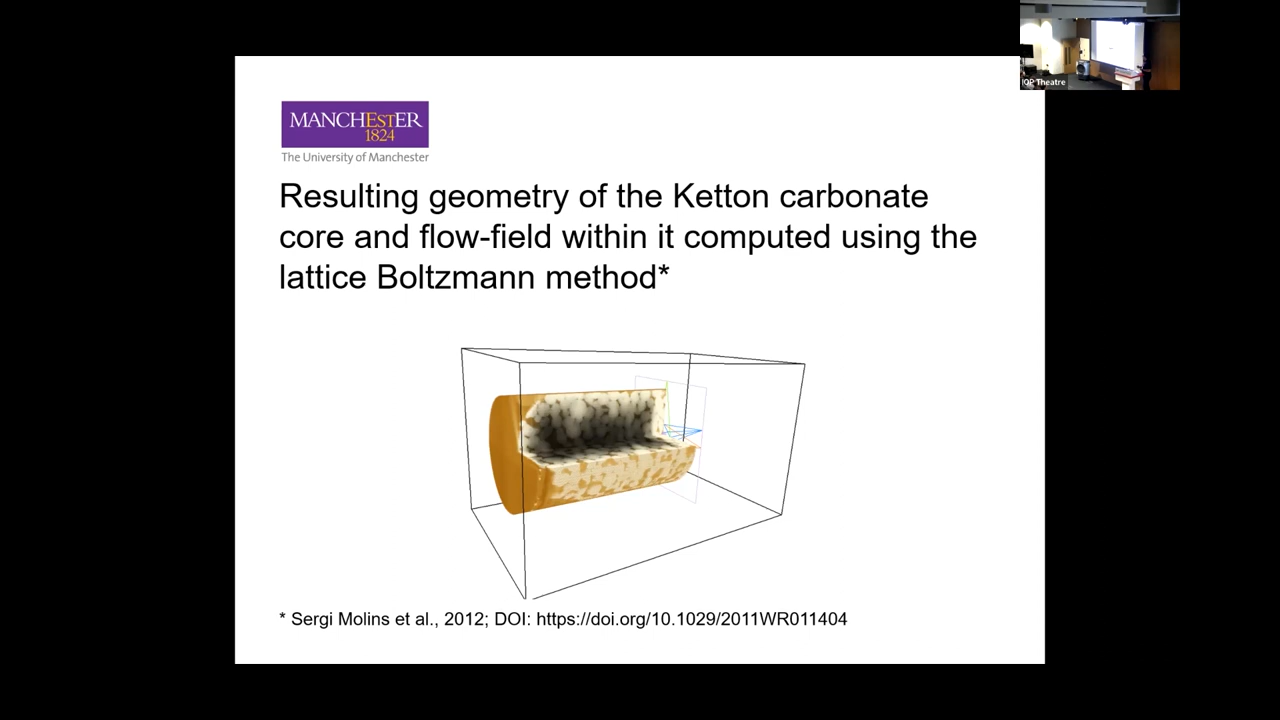 IOP Theatre
MANCHESTER
1824
The University of Manchester
Resulting geometry of the Ketton carbonate
core and flow-field within it computed using the
lattice Boltzmann method*
* Sergi Molins et al., 2012; DOI: https://doi.org/10.1029/2011WR011404